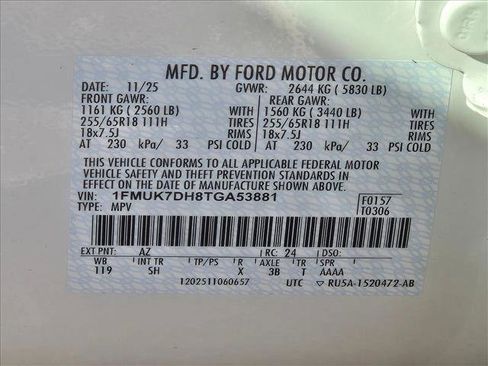 MFD. BY FORD MOTOR CO.
DATE: 11/25 GVWR: 2644 KG ( 5830 LB)
FRONT GAWR: REAR GAWR:
1161 KG ( 2560 LB) WITH 1560 KG ( 3440 LB) WITH
255/65R18 111H TIRES 255/65R18 111H TIRES
18x7.5J RIMS 18x7.5J RIMS
AT 230 kPa/ 33 PSI COLD AT 230 kPa/ 33 PSI COLD
THIS VEHICLE CONFORMS TO ALL APPLICABLE FEDERAL MOTOR
VEHICLE SAFETY AND THEFT PREVENTION STANDARDS IN EFFECT
ON THE DATE OF MANUFACTURE SHOWN ABOVE.
VIN: 1FMUK7DH8TGA53881 F0157
TYPE: MPV T0306
EXT PNT: AZ RC: 24 DSO:
WB INT TR TP/PS R AXLE TR SPR
119 SH X 3B T AAAA
1202511060657 UTC ▽ RU5A-1520472-AB